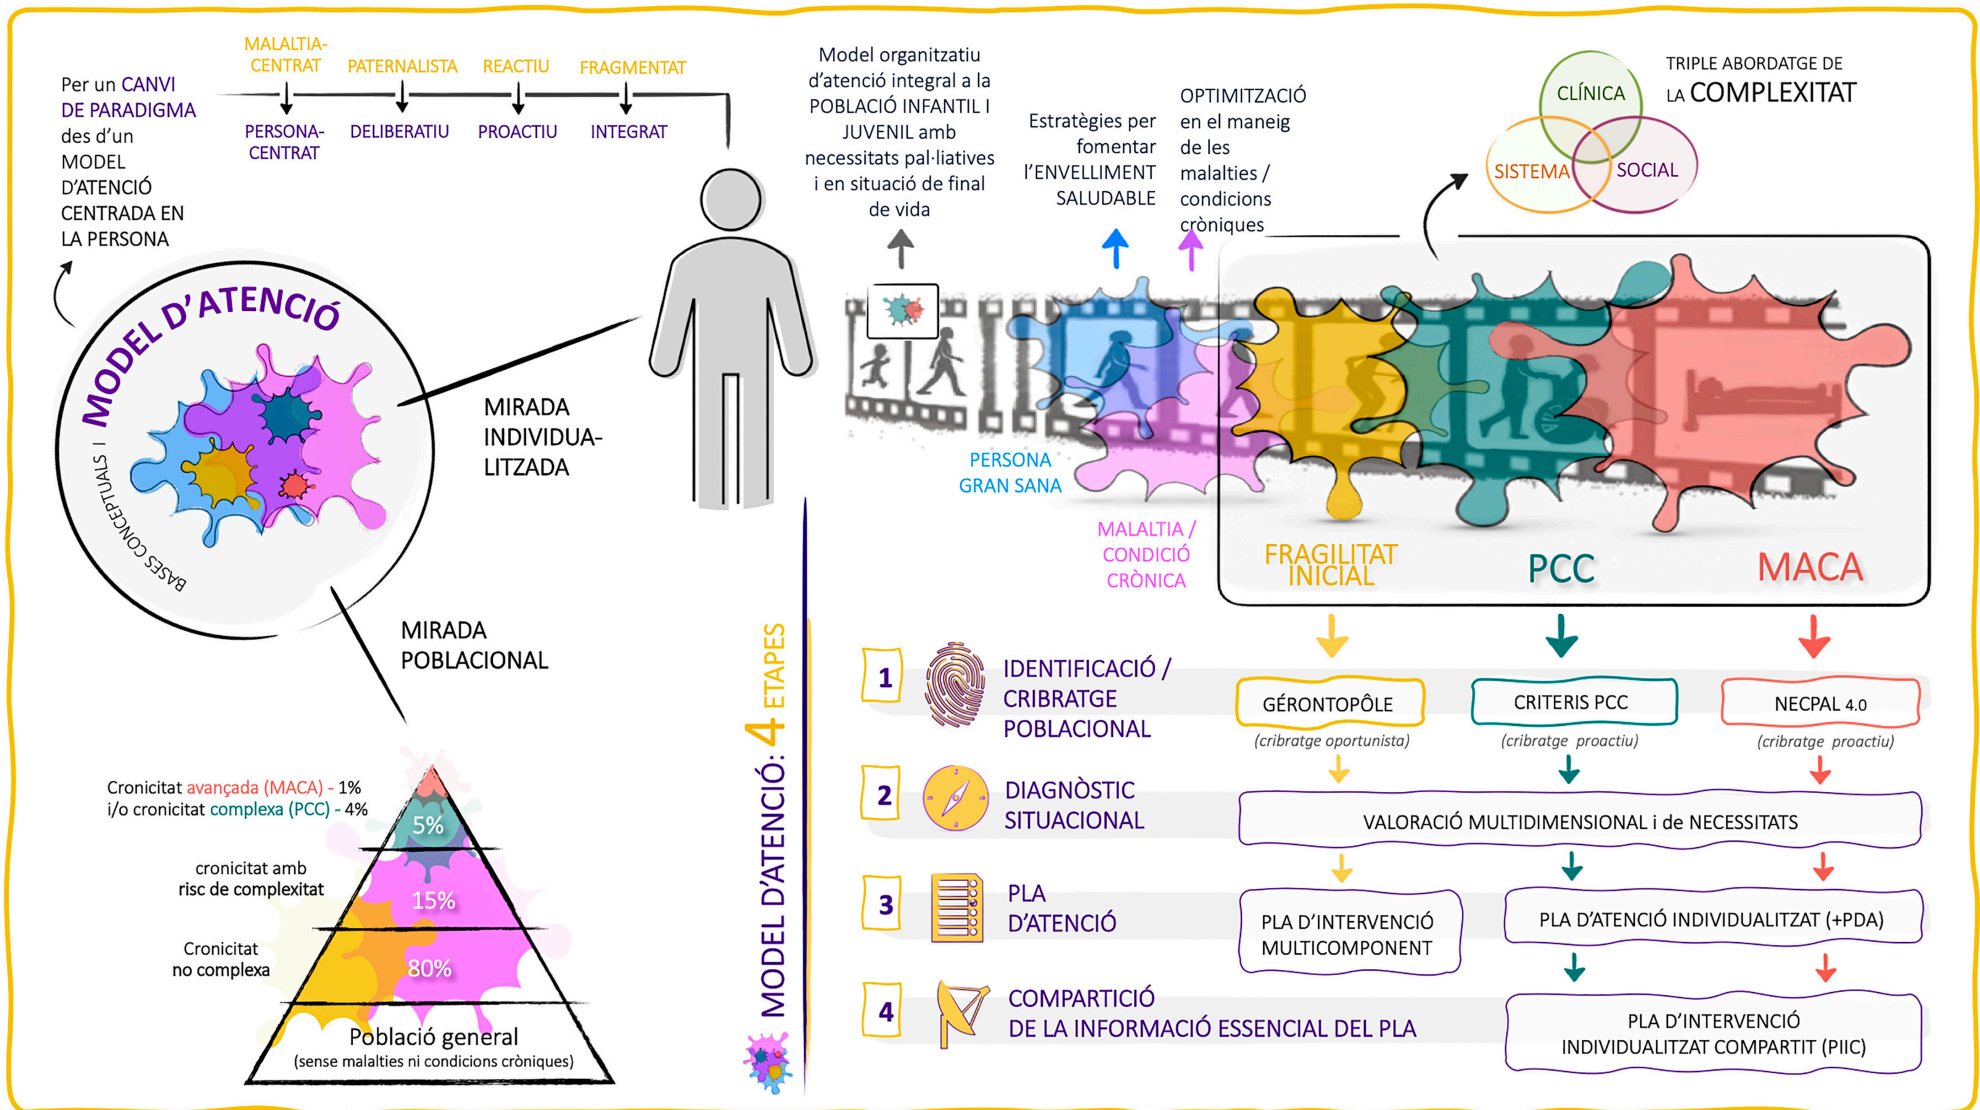 Per un CANVI
DE PARADIGMA
des d'un
MODEL
D'ATENCIÓ
CENTRADA EN
LA PERSONA
MALALTIA-
CENTRAT
PATERNALISTA
REACTIU
FRAGMENTAT
PERSONA-
CENTRAT
DELIBERATIU
PROACTIU
INTEGRAT
BASES CONCEPTUALS I
MODEL D'ATENCIÓ
MIRADA
INDIVIDUA-
LITZADA
MIRADA
POBLACIONAL
Cronicitat avançada (MACA) - 1%
i/o cronicitat complexa (PCC) - 4%
5%
cronicitat amb
risc de complexitat
15%
Cronicitat
no complexa
80%
Població general
(sense malalties ni condicions cròniques)
Model organitzatiu
d'atenció integral a la
POBLACIÓ INFANTIL I
JUVENIL amb
necessitats pal·liatives
i en situació de final
de vida
Estratègies per
fomentar
l'ENVELLIMENT
SALUDABLE
OPTIMITZACIÓ
en el maneig
de les
malalties /
condicions
cròniques
TRIPLE ABORDATGE DE
LA COMPLEXITAT
CLÍNICA
SISTEMA
SOCIAL
PERSONA
GRAN SANA
MALALTIA /
CONDICIÓ
CRÒNICA
FRAGILITAT
INICIAL
PCC
MACA
MODEL D'ATENCIÓ: 4 ETAPES
1
IDENTIFICACIÓ /
CRIBRATGE
POBLACIONAL
GÉRONTOPÔLE
(cribratge oportunista)
CRITERIS PCC
(cribratge proactiu)
NECPAL 4.0
(cribratge proactiu)
2
DIAGNÒSTIC
SITUACIONAL
VALORACIÓ MULTIDIMENSIONAL i de NECESSITATS
3
PLA
D'ATENCIÓ
PLA D'INTERVENCIÓ
MULTICOMPONENT
PLA D'ATENCIÓ INDIVIDUALITZAT (+PDA)
4
COMPARTICIÓ
DE LA INFORMACIÓ ESSENCIAL DEL PLA
PLA D'INTERVENCIÓ
INDIVIDUALITZAT COMPARTIT (PIIC)